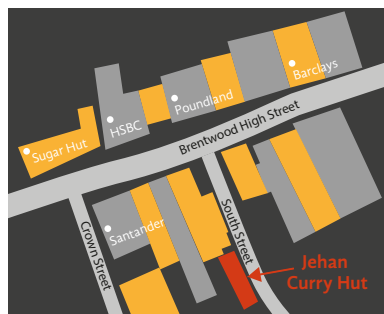 Barclays
Poundland
HSBC
Sugar Hut
Brentwood High Street
Santander
Crown Street
South Street
Jehan
Curry Hut